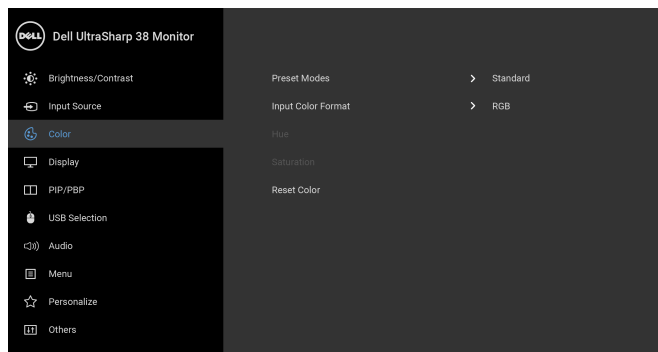 DELL Dell UltraSharp 38 Monitor
Brightness/Contrast
Input Source
Color
Display
PIP/PBP
USB Selection
Audio
Menu
Personalize
Others
Preset Modes > Standard
Input Color Format > RGB
Hue
Saturation
Reset Color